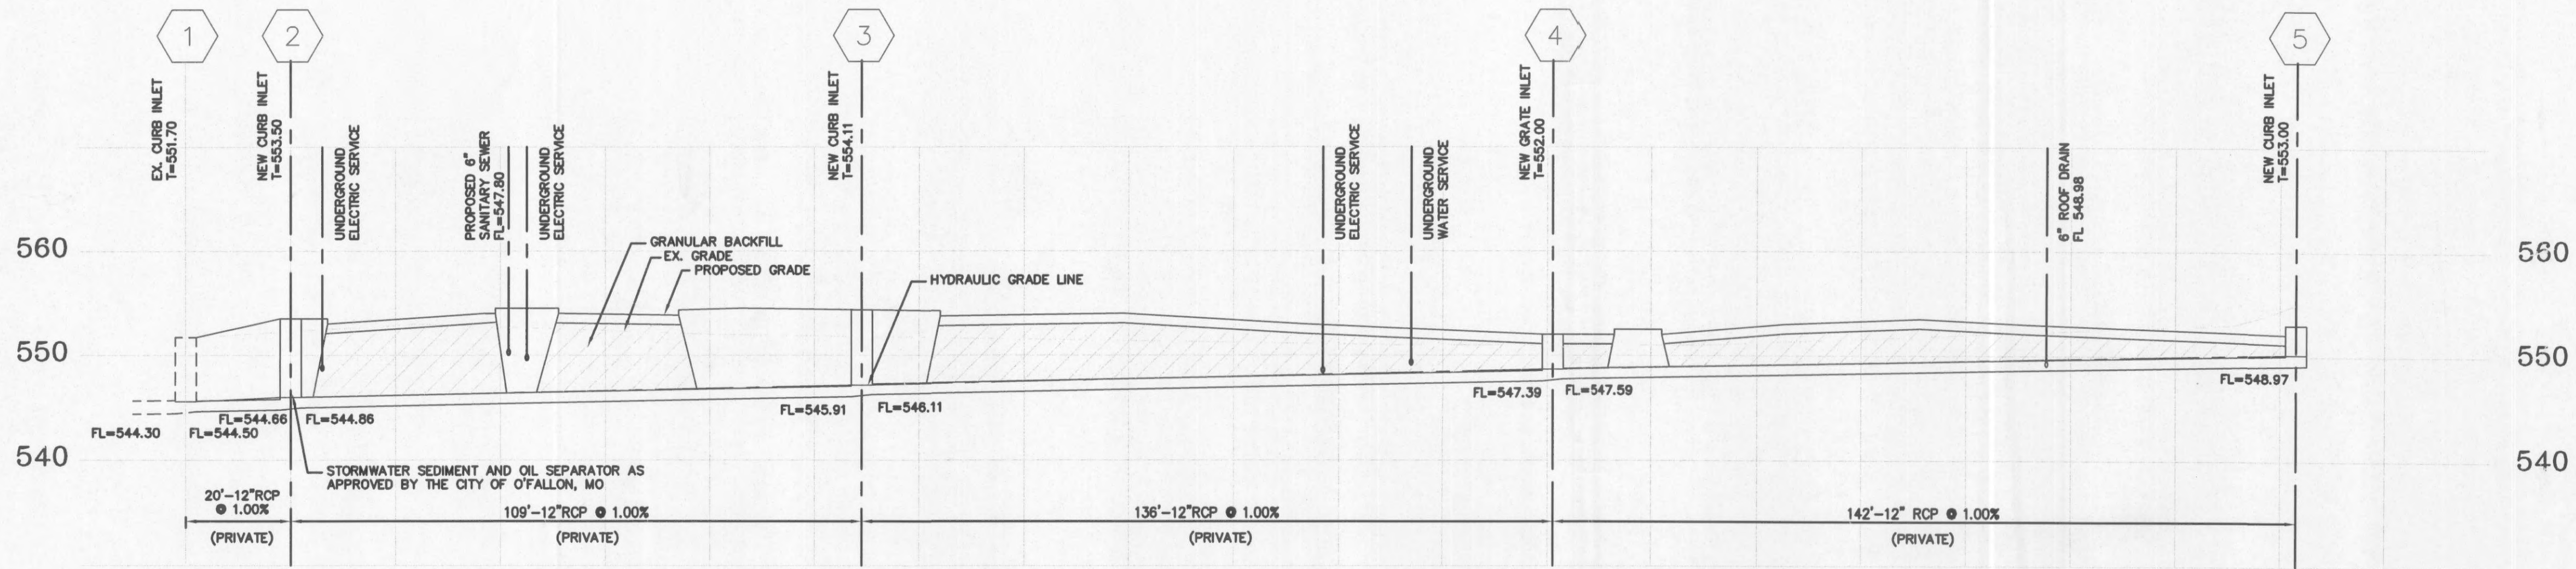 1
2
3
4
5
EX. CURB INLET
T=551.70
NEW CURB INLET
T=553.50
UNDERGROUND
ELECTRIC SERVICE
PROPOSED 6"
SANITARY SEWER
FL=547.80
UNDERGROUND
ELECTRIC SERVICE
NEW CURB INLET
T=554.11
UNDERGROUND
ELECTRIC SERVICE
UNDERGROUND
WATER SERVICE
NEW GRATE INLET
T=552.00
6" ROOF DRAIN
FL 548.98
NEW CURB INLET
T=553.00
560
GRANULAR BACKFILL
EX. GRADE
PROPOSED GRADE
HYDRAULIC GRADE LINE
560
550
550
FL=544.30
FL=544.50
FL=544.66
FL=544.86
FL=545.91
FL=546.11
FL=547.39
FL=547.59
FL=548.97
540
540
STORMWATER SEDIMENT AND OIL SEPARATOR AS
APPROVED BY THE CITY OF O'FALLON, MO
20'-12"RCP
@ 1.00%
(PRIVATE)
109'-12"RCP @ 1.00%
(PRIVATE)
136'-12"RCP @ 1.00%
(PRIVATE)
142'-12" RCP @ 1.00%
(PRIVATE)